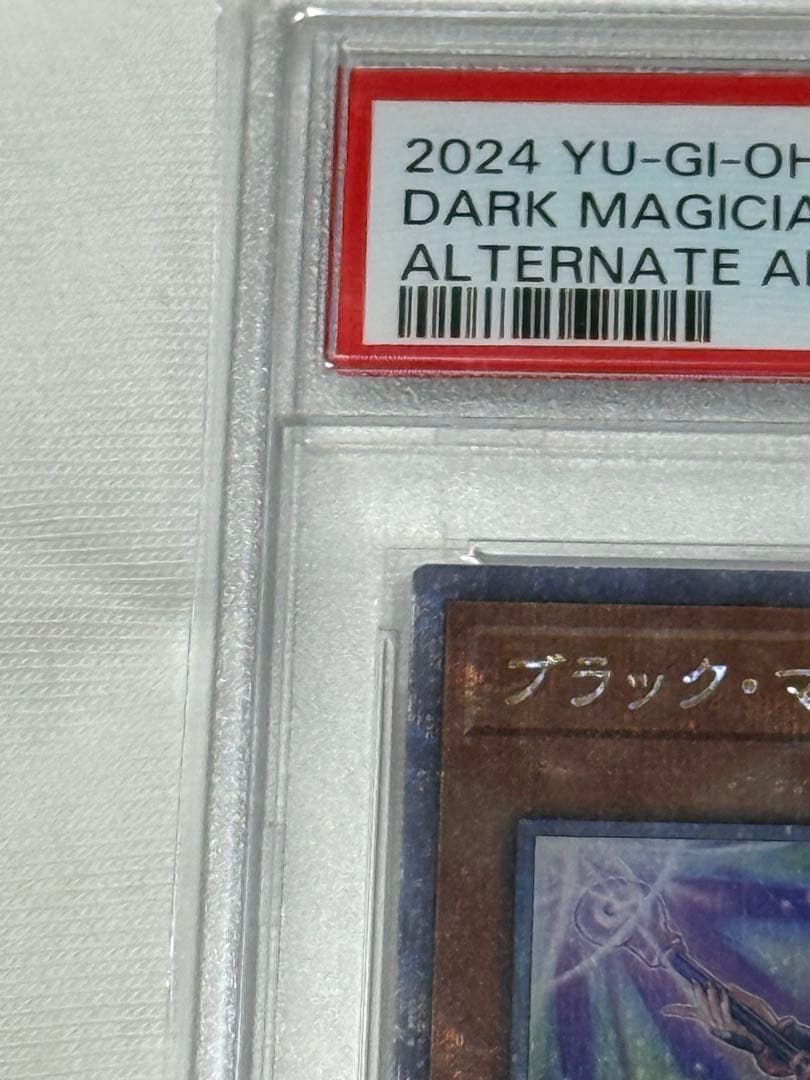 2024 YU-GI-OH
DARK MAGICIA
ALTERNATE A
ブラック・マ